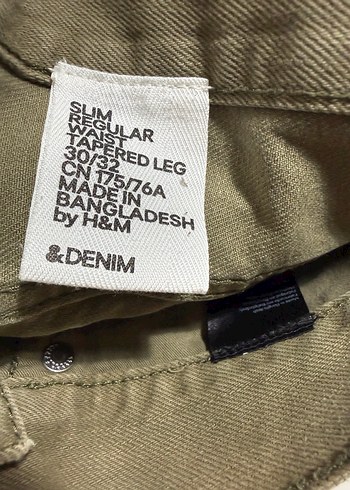 SLIM
REGULAR
WAIST
TAPERED LEG
30/32
CN 175/76A
MADE IN
BANGLADESH
by H&M
&DENIM